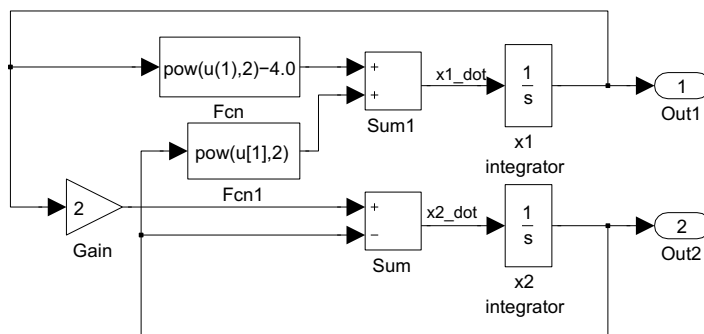 pow(u(1),2)−4.0
Fcn
+
+
Sum1
x1_dot
1
s
x1
integrator
1
Out1
pow(u[1],2)
Fcn1
2
Gain
+
−
Sum
x2_dot
1
s
x2
integrator
2
Out2